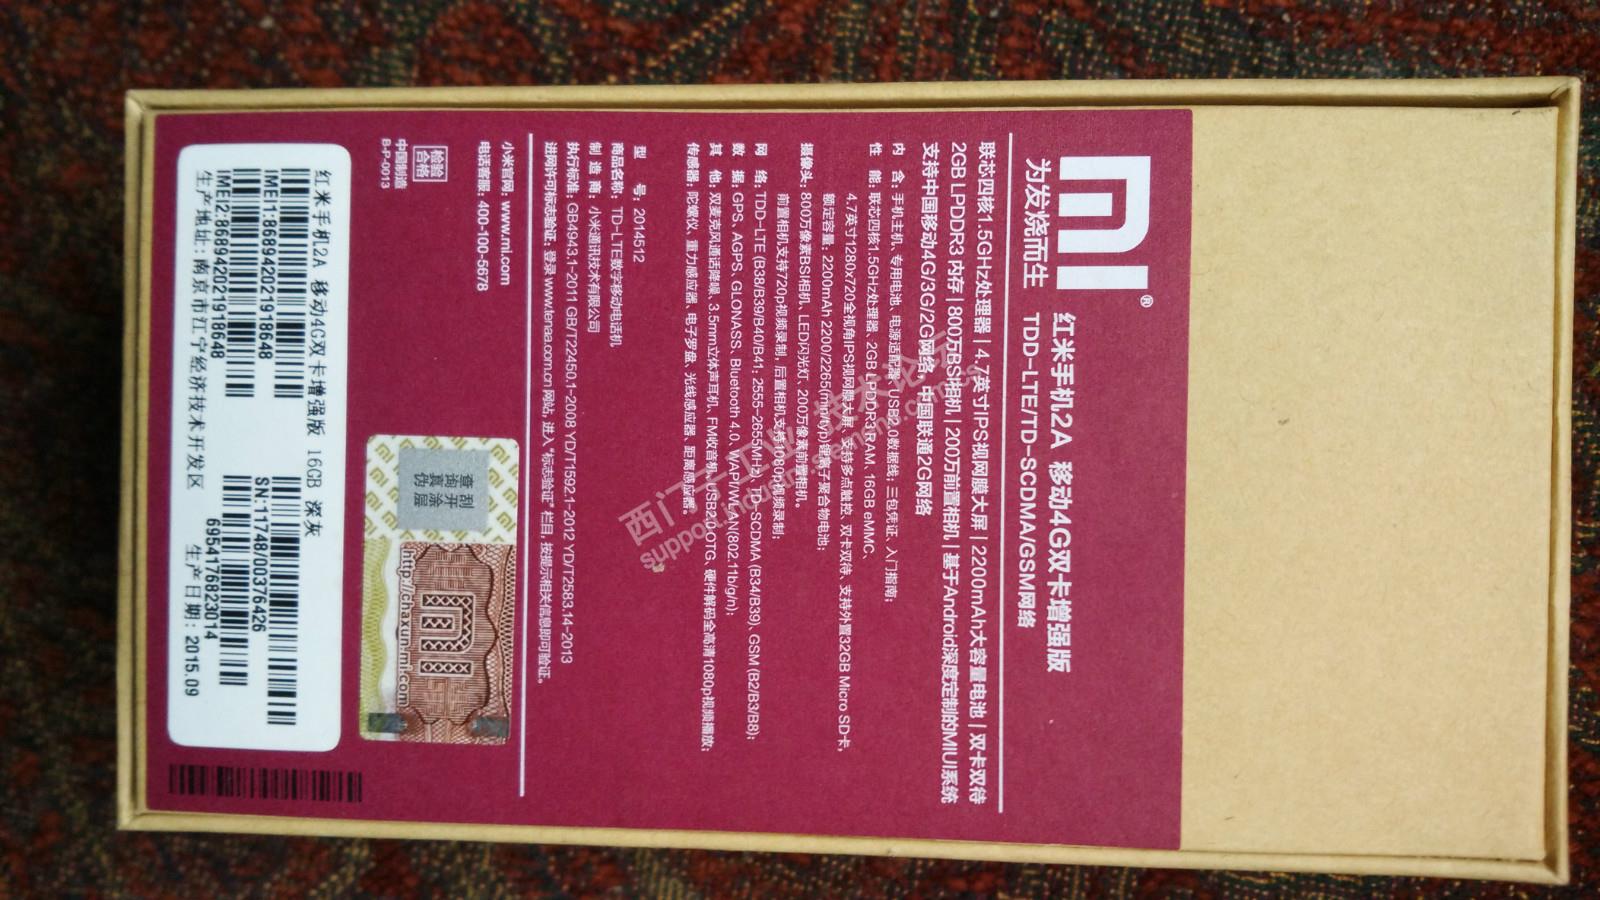 MI®
为发烧而生
红米手机2A 移动4G双卡增强版
TDD-LTE/TD-SCDMA/GSM网络
联芯四核1.5GHz处理器 | 4.7英寸IPS视网膜大屏 | 2200mAh大容量电池 | 双卡双待
2GB LPDDR3 内存 | 800万BSI相机 | 200万前置相机 | 基于Android深度定制的MIUI系统
支持中国移动4G/3G/2G网络，中国联通2G网络
内 含: 手机主机、专用电池、电源适配器、USB2.0数据线; 三包凭证、入门指南;
性 能: 联芯四核1.5GHz处理器、2GB LPDDR3 RAM、16GB eMMC、
4.7英寸1280x720全视角IPS视网膜大屏、支持多点触控、双卡双待、支持外置32GB Micro SD卡,
额定容量: 2200mAh 2200/2265(min/typ)锂离子聚合物电池;
摄像头: 800万像素BSI相机、LED闪光灯、200万像素前置相机。
前置相机支持720p视频录制，后置相机支持1080p视频录制;
网 络: TDD-LTE (B38/B39/B40/B41: 2555-2655MHz)、TD-SCDMA (B34/B39)、GSM (B2/B3/B8);
数 据: GPS、AGPS、GLONASS、Bluetooth 4.0、WAPI/WLAN(802.11b/g/n);
其 他: 双麦克风通话降噪、3.5mm立体声耳机、FM收音机、USB2.0 OTG、硬件解码全高清1080p视频播放;
传感器: 陀螺仪、重力感应器、电子罗盘、光线感应器、距离感应器。
型 号: 2014512
商品名称: TD-LTE数字移动电话机
制 造 商: 小米通讯技术有限公司
执行标准: GB4943.1-2011 GB/T22450.1-2008 YD/T1592.1-2012 YD/T2583.14-2013
进网许可标志验证: 登录 www.tenaa.com.cn 网站, 进入“标志验证”栏目, 按提示相关信息即可验证。
小米官网: www.mi.com
电话客服: 400-100-5678
检验
合格
中国制造
B-P-0013
刮开涂层
查询真伪
MI
http://chaxun.mi.com
红米手机2A 移动4G双卡增强版 16GB 深灰
IMEI1:868942021918648
SN:11748/00376426
IMEI2:868942021918648
6954176823014
生产地址: 南京市江宁经济技术开发区
生产日期: 2015.09
西门子工业 技术论坛